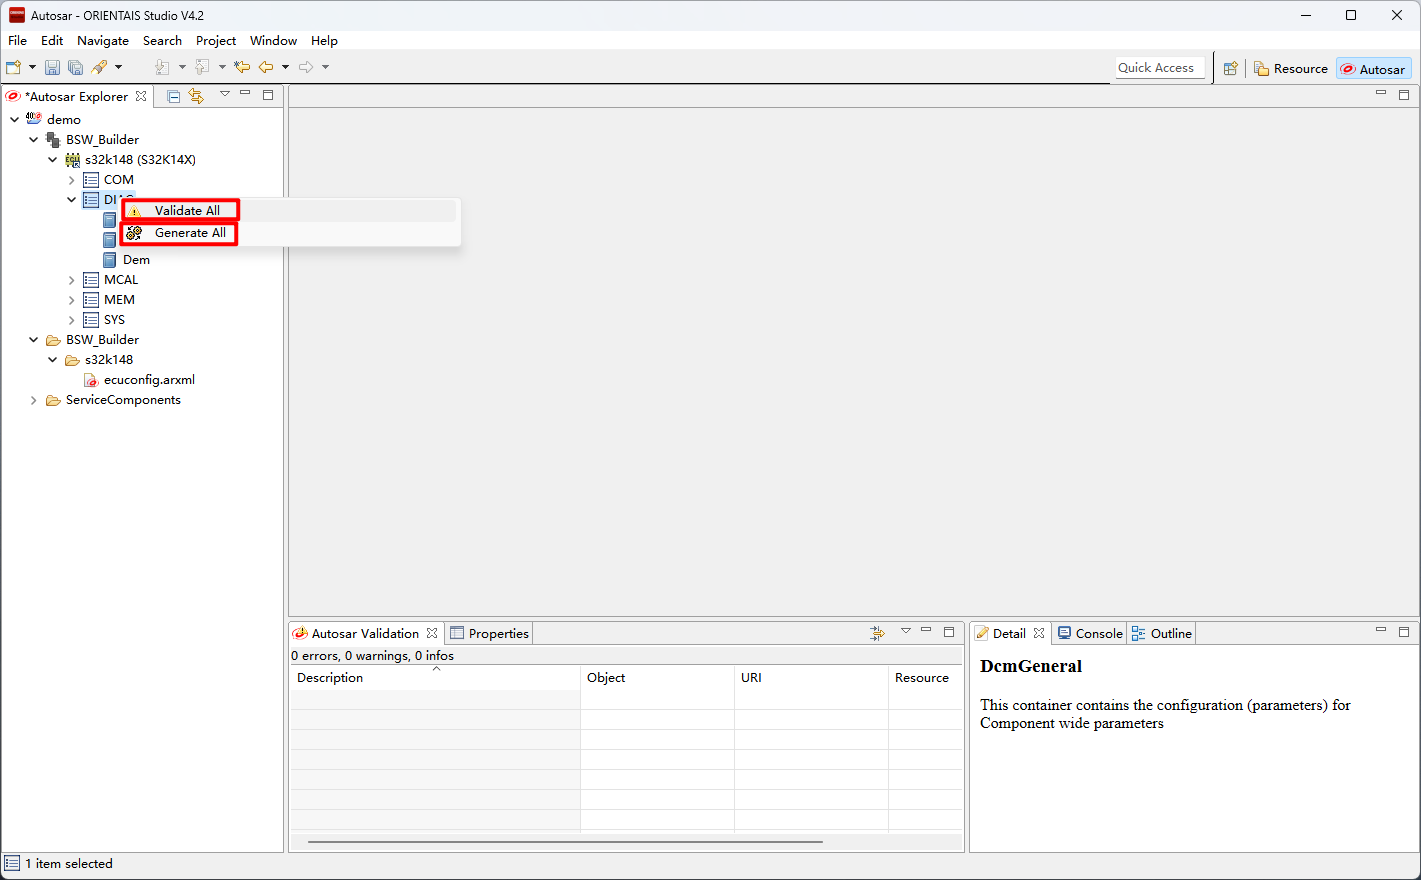 Autosar - ORIENTAIS Studio V4.2
File Edit Navigate Search Project Window Help
Quick Access
Resource
Autosar
*Autosar Explorer
demo
BSW_Builder
s32k148 (S32K14X)
COM
Validate All
Generate All
Dem
MCAL
MEM
SYS
BSW_Builder
s32k148
ecuconfig.arxml
ServiceComponents
Autosar Validation
Properties
0 errors, 0 warnings, 0 infos
Description Object URI Resource
Detail
Console
Outline
DcmGeneral
This container contains the configuration (parameters) for
Component wide parameters
1 item selected